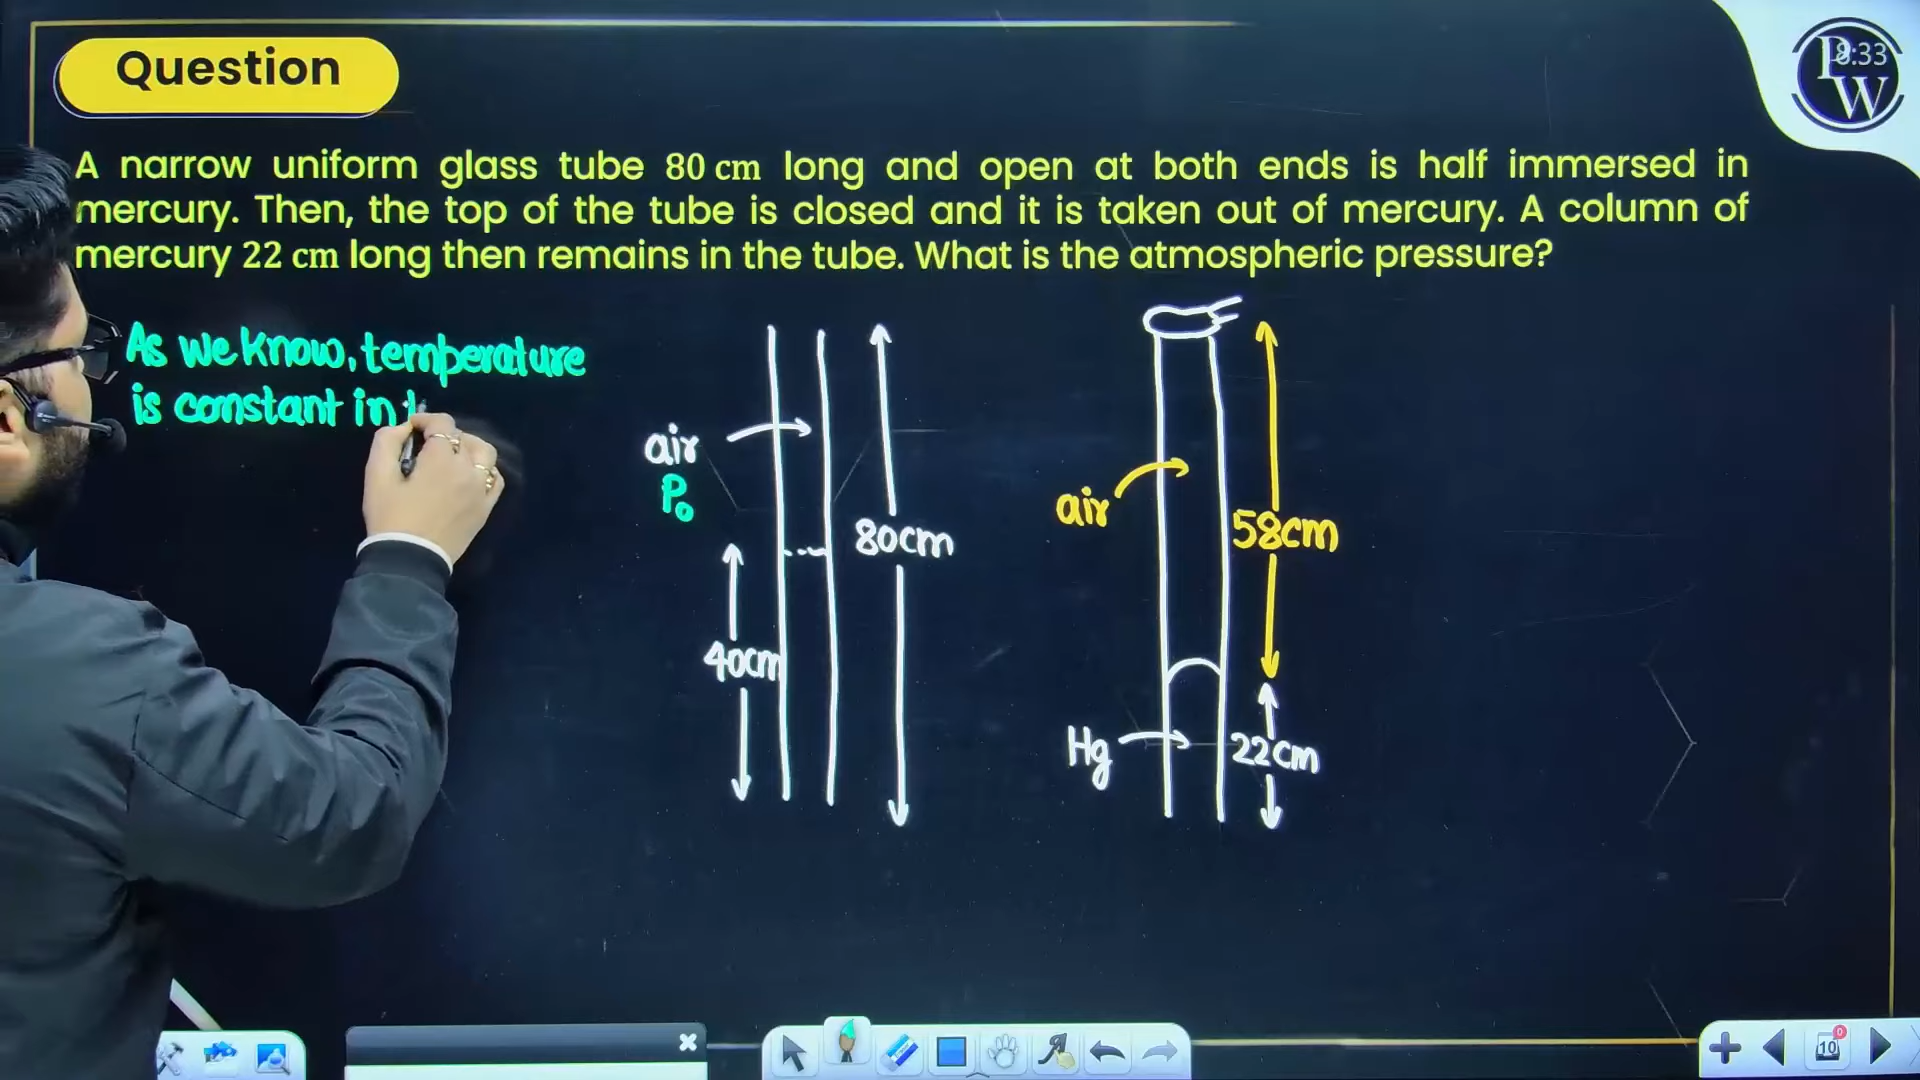 Question
8:33
PW
A narrow uniform glass tube 80 cm long and open at both ends is half immersed in
mercury. Then, the top of the tube is closed and it is taken out of mercury. A column of
mercury 22 cm long then remains in the tube. What is the atmospheric pressure?
As we know, temperature
is constant in
air
P₀
80cm
40cm
air
58cm
Hg
22cm
0
10